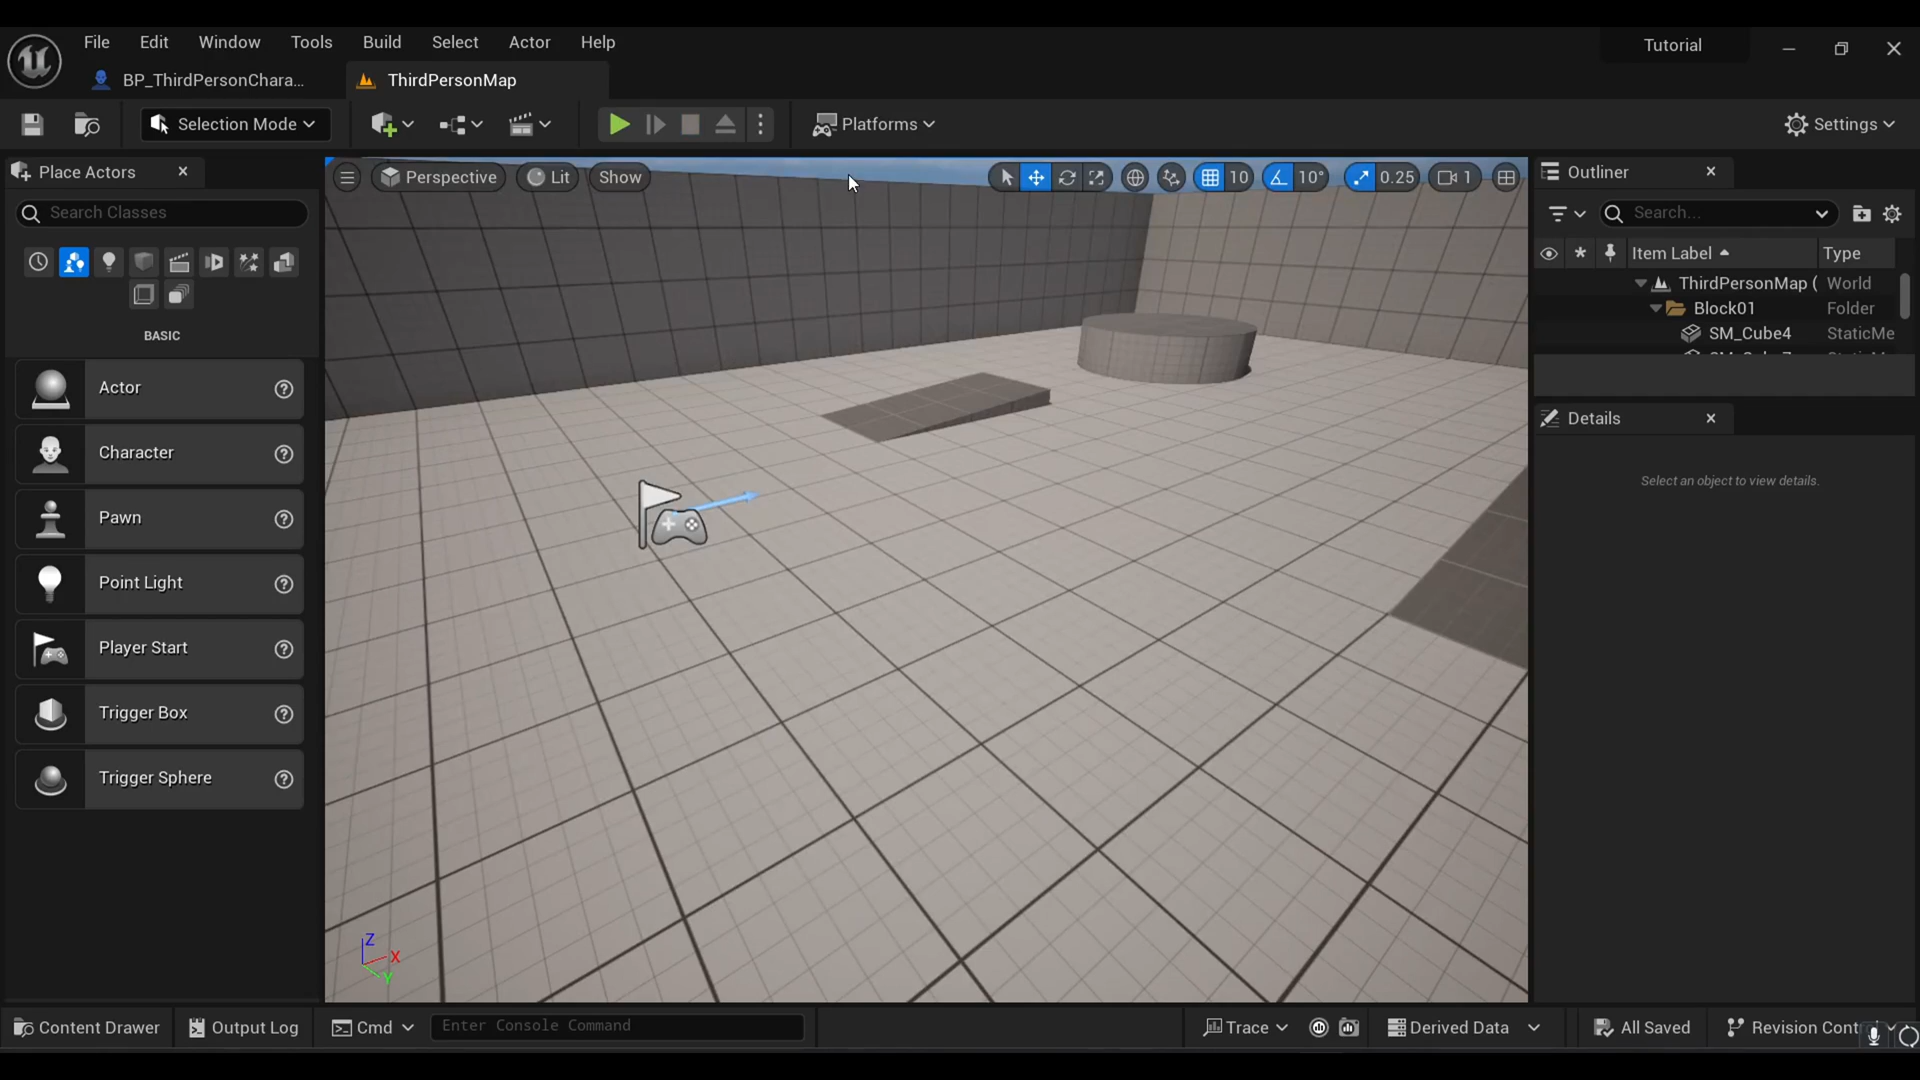 File Edit Window Tools Build Select Actor Help
Tutorial
BP_ThirdPersonChara...
ThirdPersonMap
Selection Mode
Platforms
Settings
Place Actors
Search Classes
BASIC
Actor
Character
Pawn
Point Light
Player Start
Trigger Box
Trigger Sphere
Perspective
Lit
Show
10
10°
0.25
1
Z
X
Y
Outliner
Search...
Item Label
Type
ThirdPersonMap (
World
Block01
Folder
SM_Cube4
StaticMe
Details
Select an object to view details.
Content Drawer
Output Log
Cmd
Enter Console Command
Trace
Derived Data
All Saved
Revision Cont